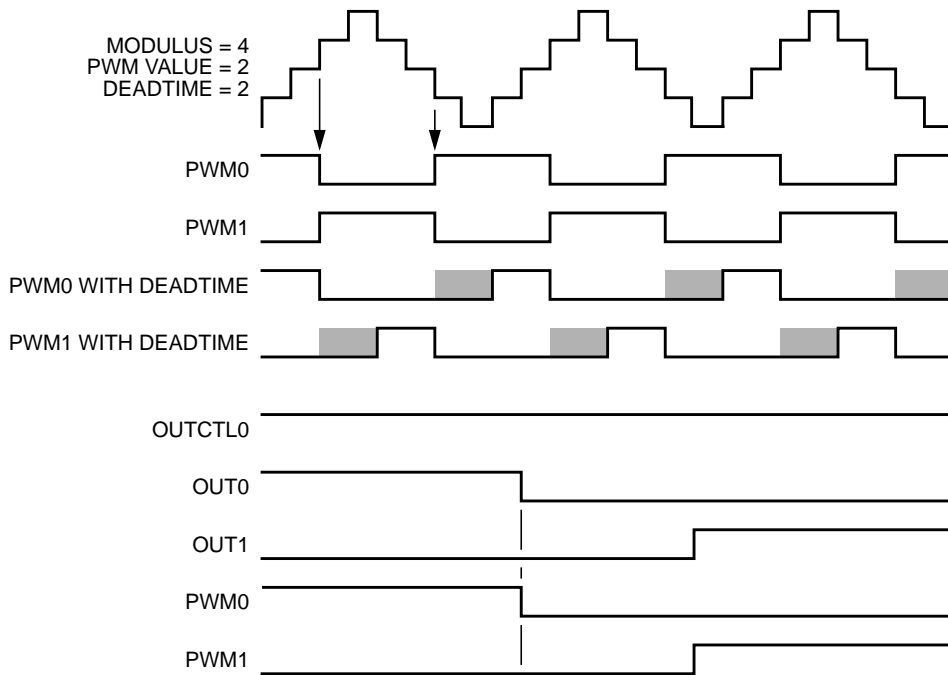 MODULUS = 4
PWM VALUE = 2
DEADTIME = 2
PWM0
PWM1
PWM0 WITH DEADTIME
PWM1 WITH DEADTIME
OUTCTL0
OUT0
OUT1
PWM0
PWM1